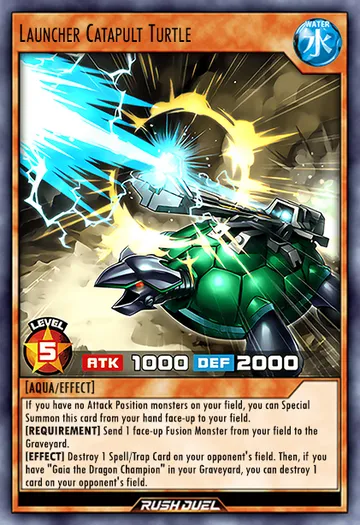 Launcher Catapult Turtle
WATER
水
LEVEL
5
ATK 1000 DEF 2000
[AQUA/EFFECT]
If you have no Attack Position monsters on your field, you can Special
Summon this card from your hand face-up to your field.
[REQUIREMENT] Send 1 face-up Fusion Monster from your field to the
Graveyard.
[EFFECT] Destroy 1 Spell/Trap Card on your opponent's field. Then, if you
have "Gaia the Dragon Champion" in your Graveyard, you can destroy 1
card on your opponent's field.
RUSH DUEL